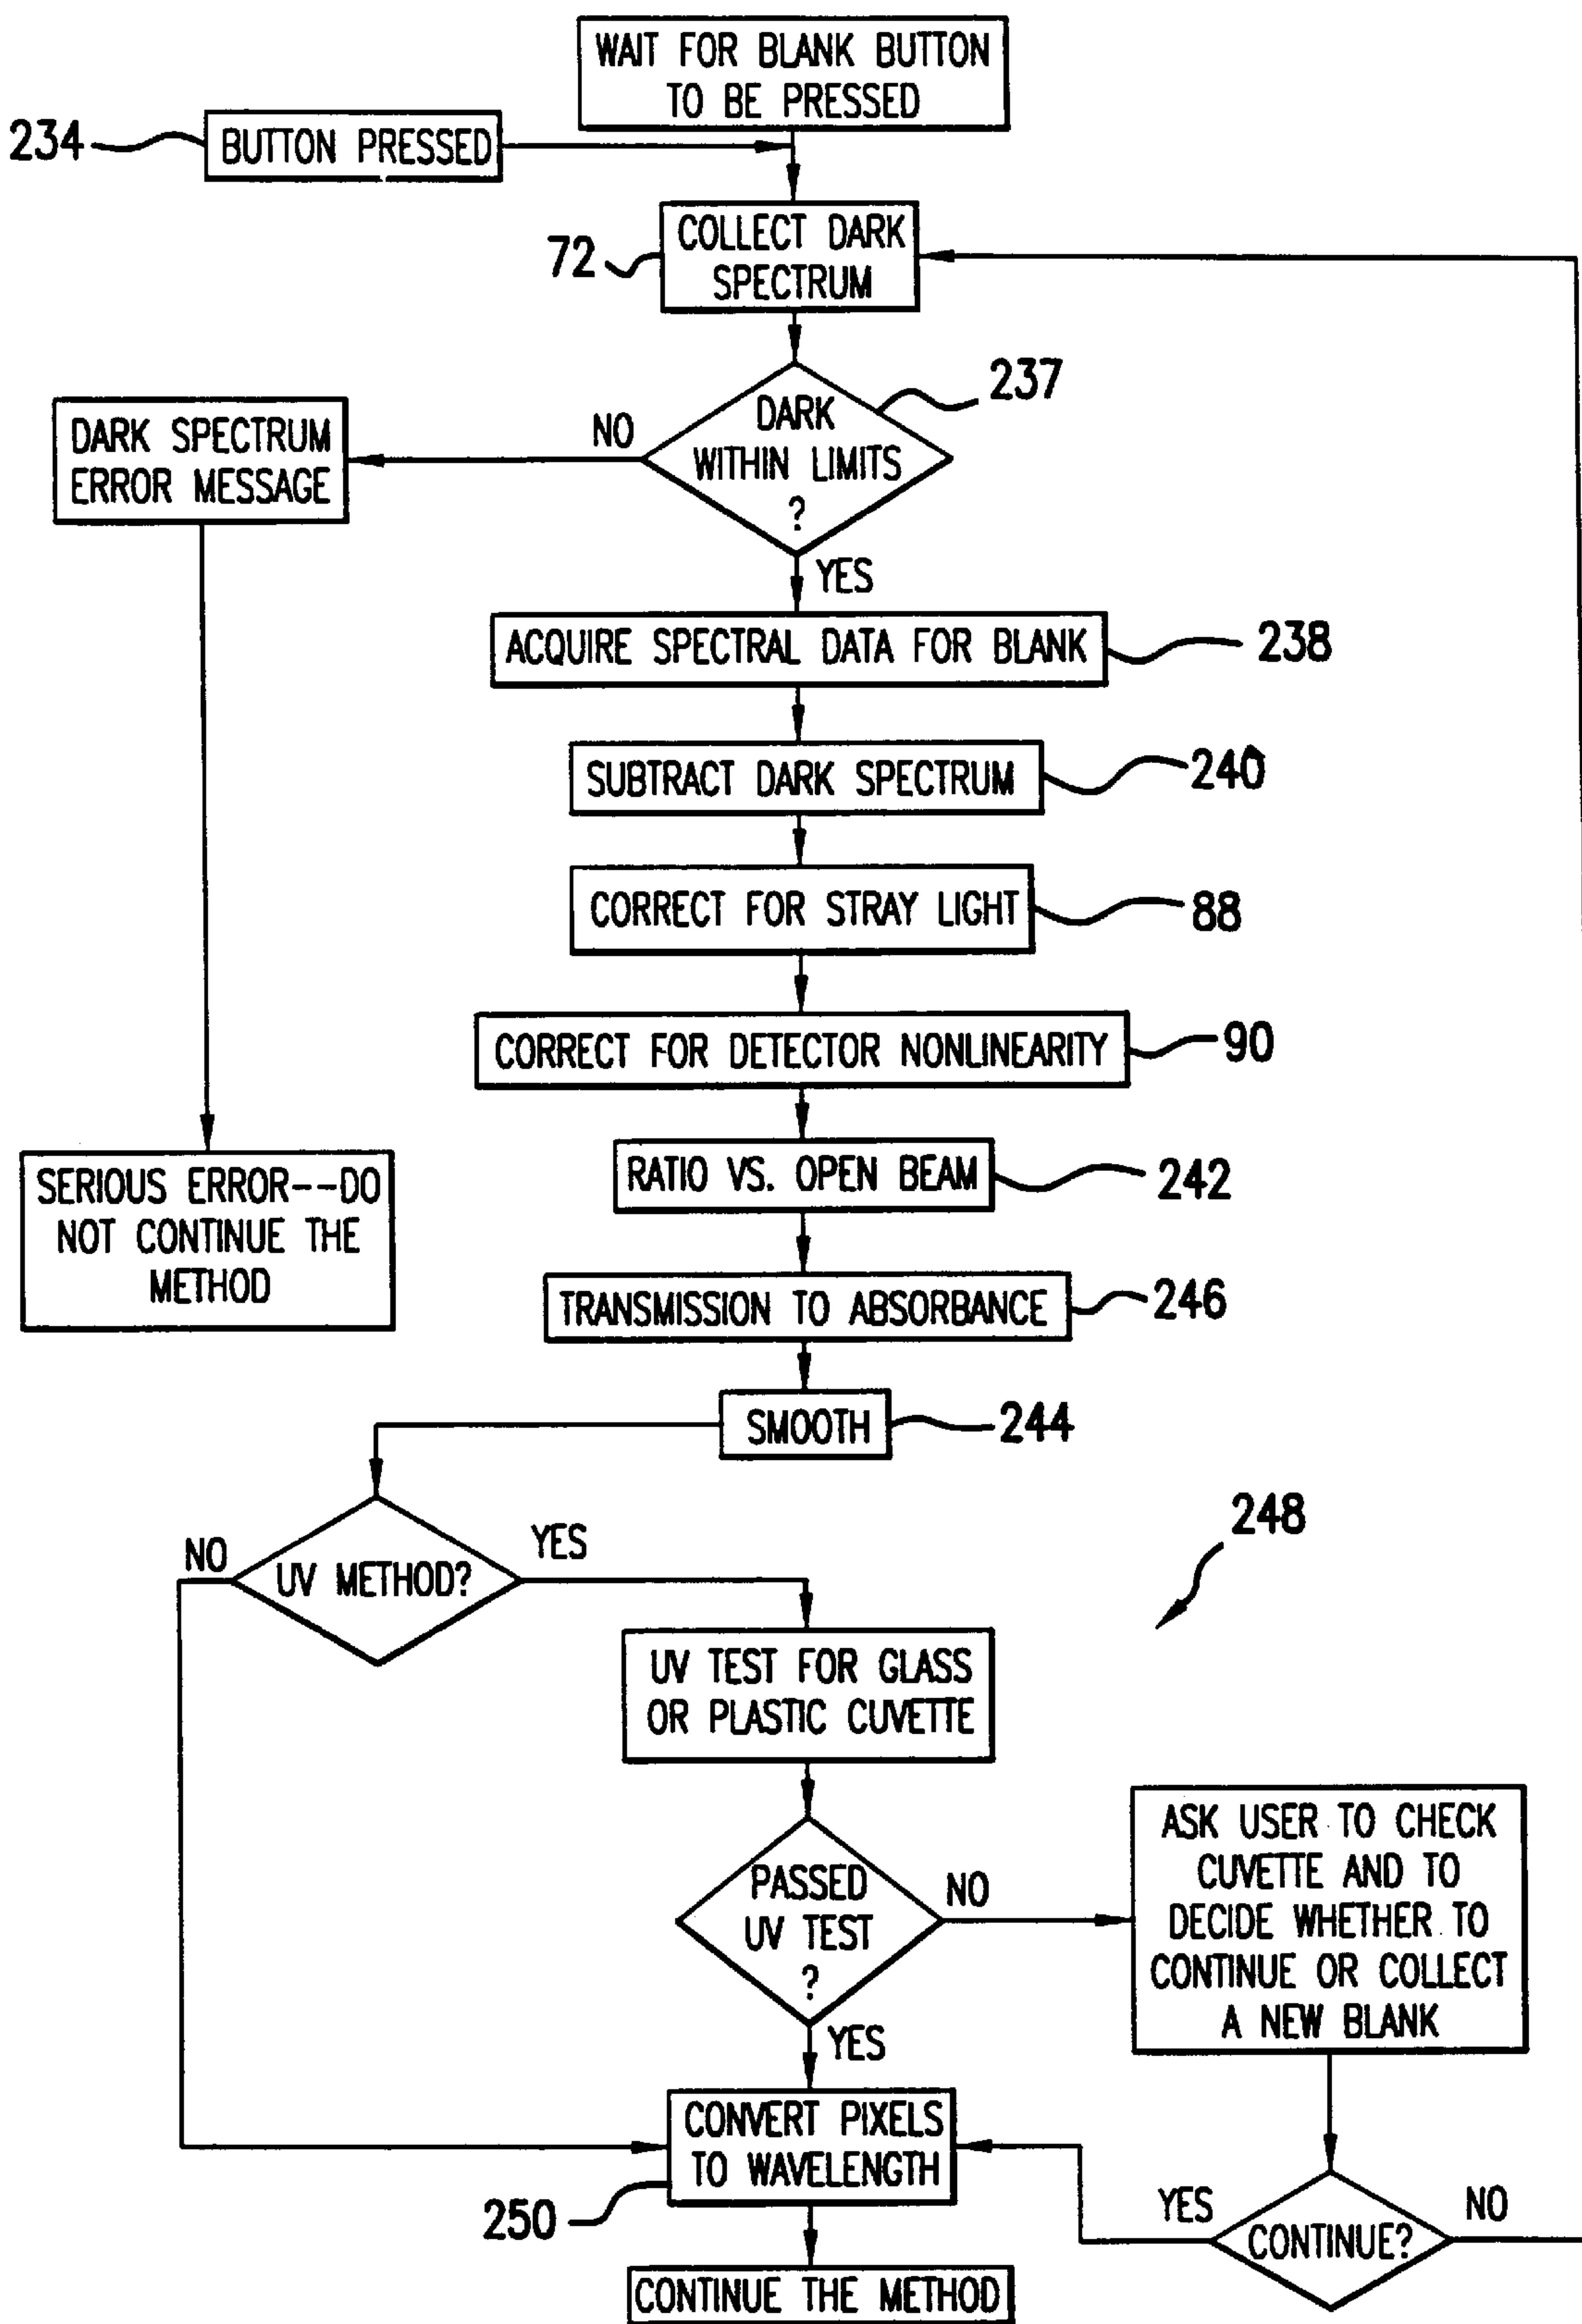 WAIT FOR BLANK BUTTON
TO BE PRESSED
234
BUTTON PRESSED
72
COLLECT DARK
SPECTRUM
237
DARK
WITHIN LIMITS
?
NO
DARK SPECTRUM
ERROR MESSAGE
YES
ACQUIRE SPECTRAL DATA FOR BLANK
238
SUBTRACT DARK SPECTRUM
240
CORRECT FOR STRAY LIGHT
88
CORRECT FOR DETECTOR NONLINEARITY
90
SERIOUS ERROR--DO
NOT CONTINUE THE
METHOD
RATIO VS. OPEN BEAM
242
TRANSMISSION TO ABSORBANCE
246
SMOOTH
244
248
NO
UV METHOD?
YES
UV TEST FOR GLASS
OR PLASTIC CUVETTE
PASSED
UV TEST
?
NO
ASK USER TO CHECK
CUVETTE AND TO
DECIDE WHETHER TO
CONTINUE OR COLLECT
A NEW BLANK
YES
CONVERT PIXELS
TO WAVELENGTH
250
YES
CONTINUE?
NO
CONTINUE THE METHOD